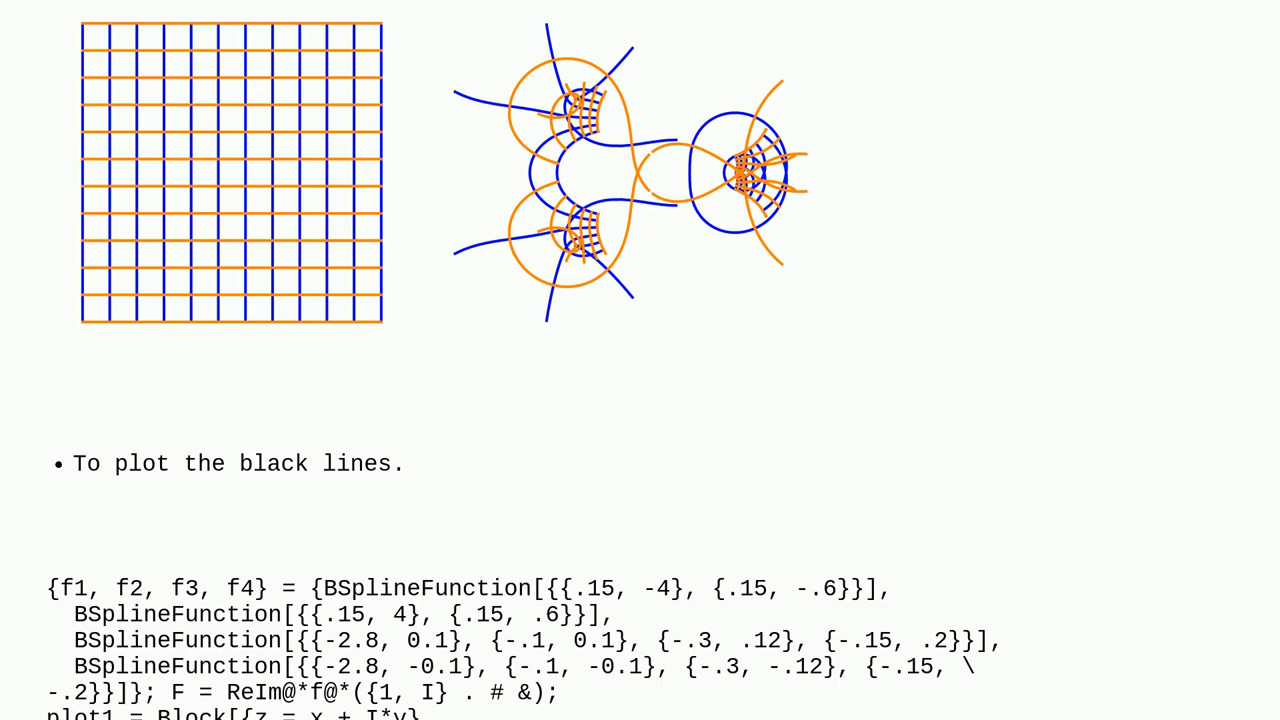 • To plot the black lines.
{f1, f2, f3, f4} = {BSplineFunction[{{.15, -4}, {.15, -.6}}],
BSplineFunction[{{.15, 4}, {.15, .6}}],
BSplineFunction[{{-2.8, 0.1}, {-.1, 0.1}, {-.3, .12}, {-.15, .2}}],
BSplineFunction[{{-2.8, -0.1}, {-.1, -0.1}, {-.3, -.12}, {-.15, \
-.2}}]}; F = ReIm@*f@*({1, I} . # &);
plot1 = Block[{z = x + I*y},